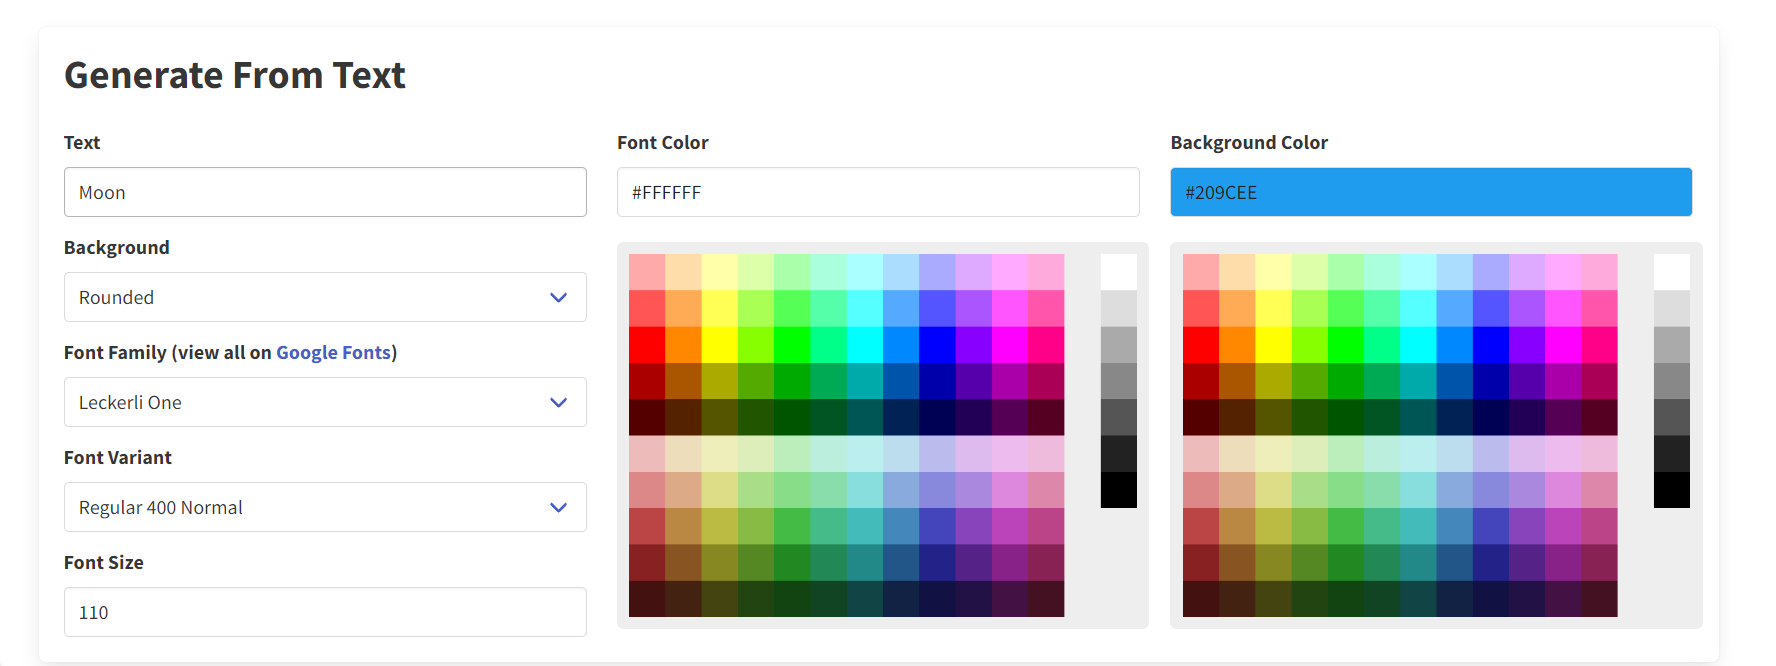 Generate From Text
Text
Moon
Background
Rounded
Font Family (view all on Google Fonts)
Leckerli One
Font Variant
Regular 400 Normal
Font Size
110
Font Color
#FFFFFF
Background Color
#209CEE